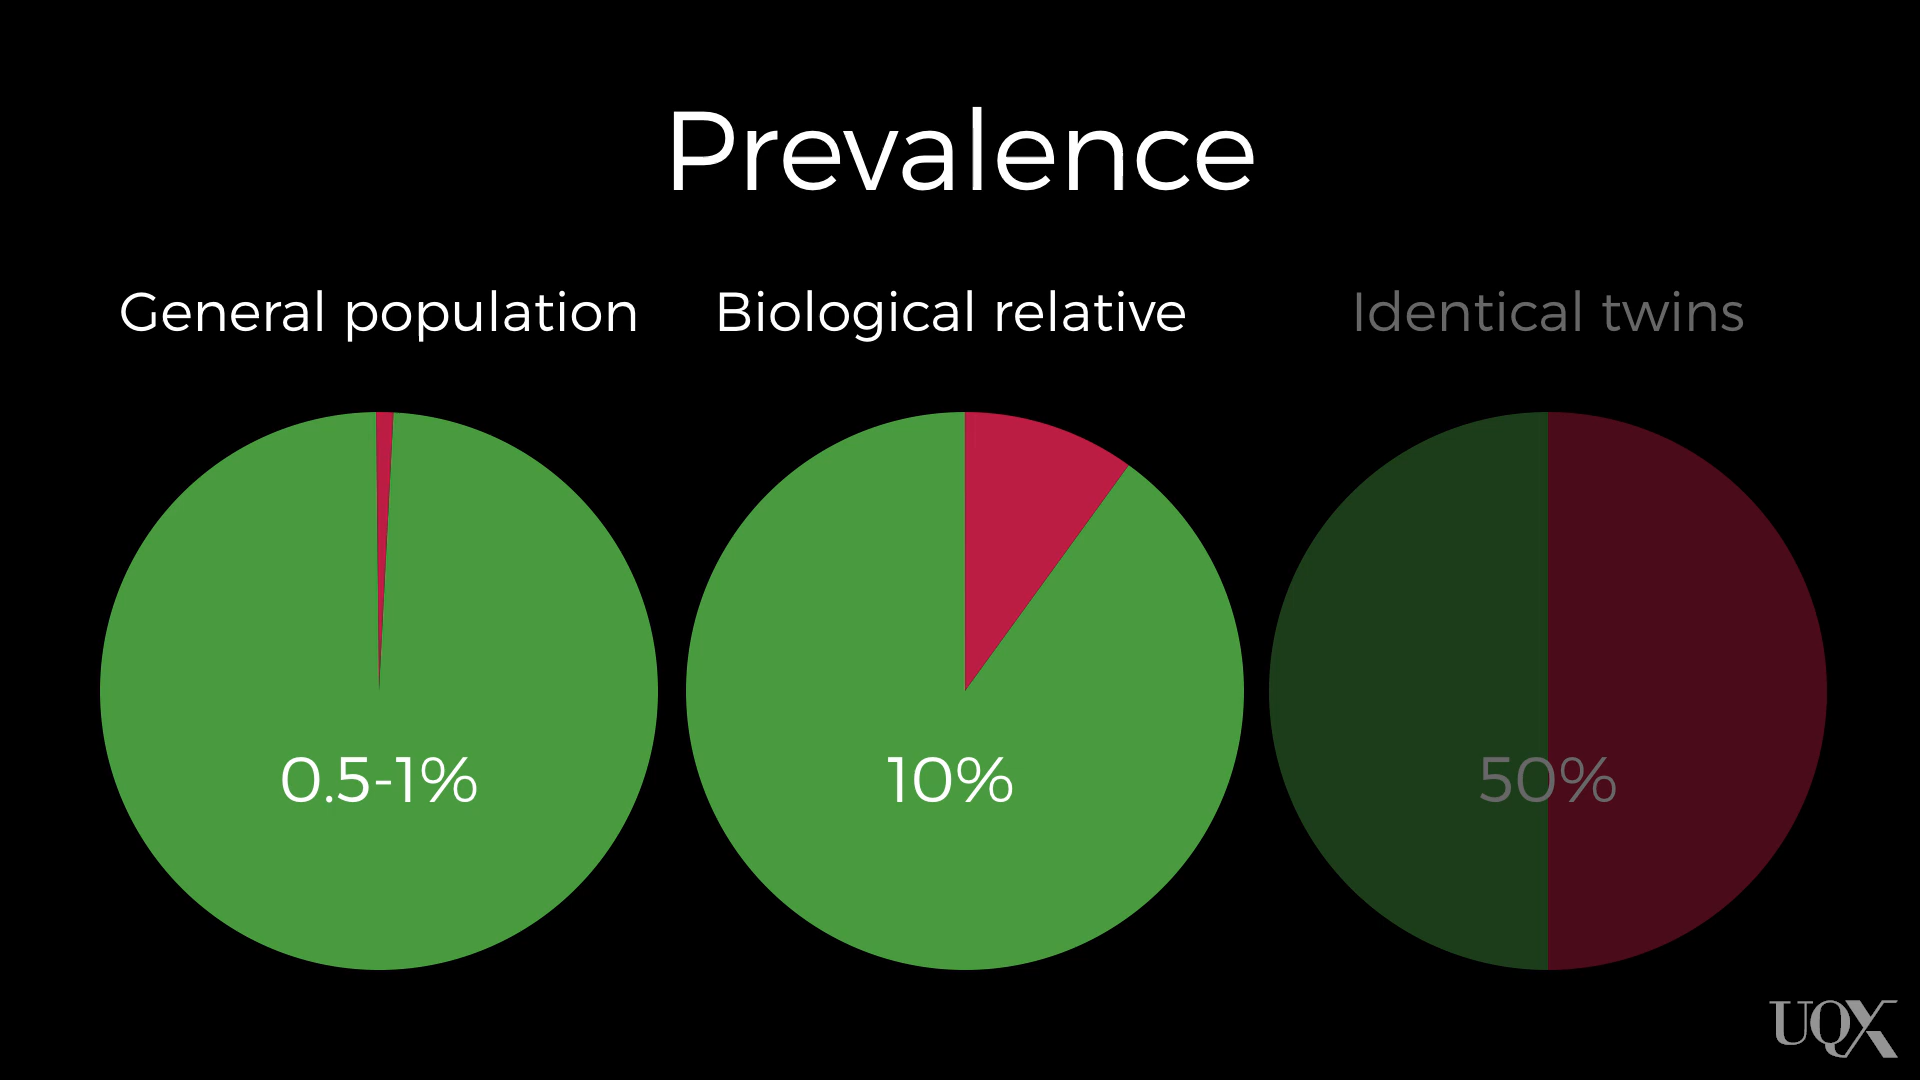 Prevalence
General population
Biological relative
Identical twins
0.5-1%
10%
50%
UQX